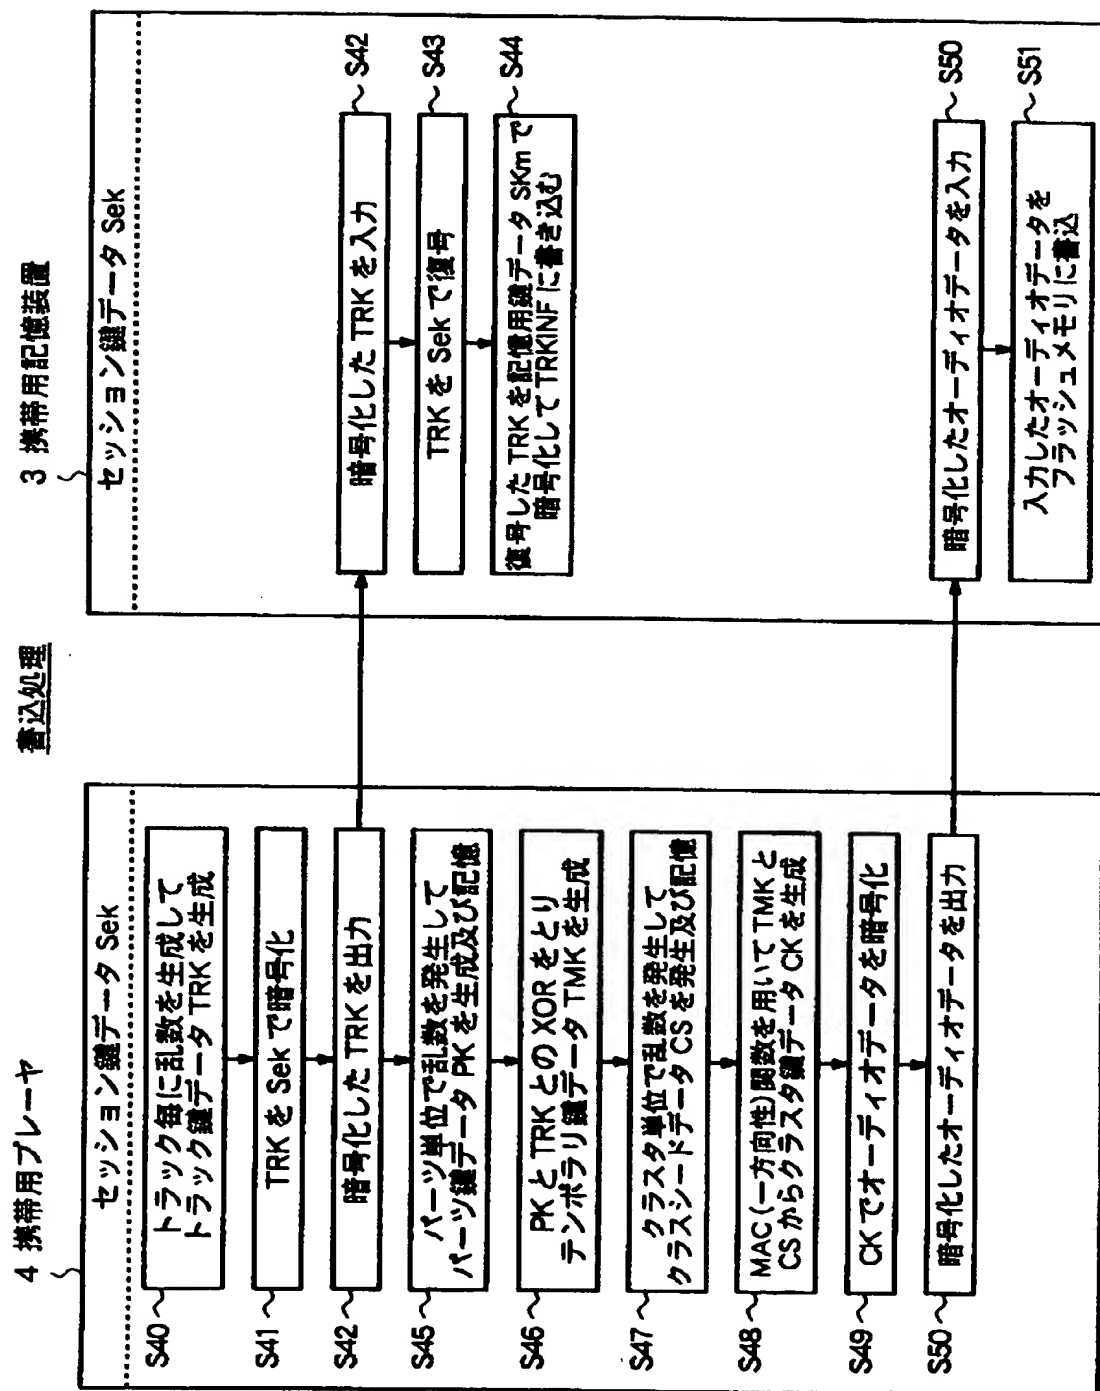 書込処理
4 携帯用プレーヤ
セッション鍵データ Sek
S40
トラック毎に乱数を生成して
トラック鍵データ TRK を生成
S41
TRK を Sek で暗号化
S42
暗号化した TRK を出力
S45
パーツ単位で乱数を発生して
パーツ鍵データ PK を生成及び記憶
S46
PK と TRK との XOR をとり
テンポラリ鍵データ TMK を生成
S47
クラスタ単位で乱数を発生して
クラスシードデータ CS を発生及び記憶
S48
MAC (一方向性) 関数を用いて TMK と
CS からクラスタ鍵データ CK を生成
S49
CK でオーディオデータを暗号化
S50
暗号化したオーディオデータを出力
3 携帯用記憶装置
セッション鍵データ Sek
暗号化した TRK を入力
S42
TRK を Sek で復号
S43
復号した TRK を記憶用鍵データ SKm で
暗号化して TRKINF に書き込む
S44
暗号化したオーディオデータを入力
S50
入力したオーディオデータを
フラッシュメモリに書込
S51